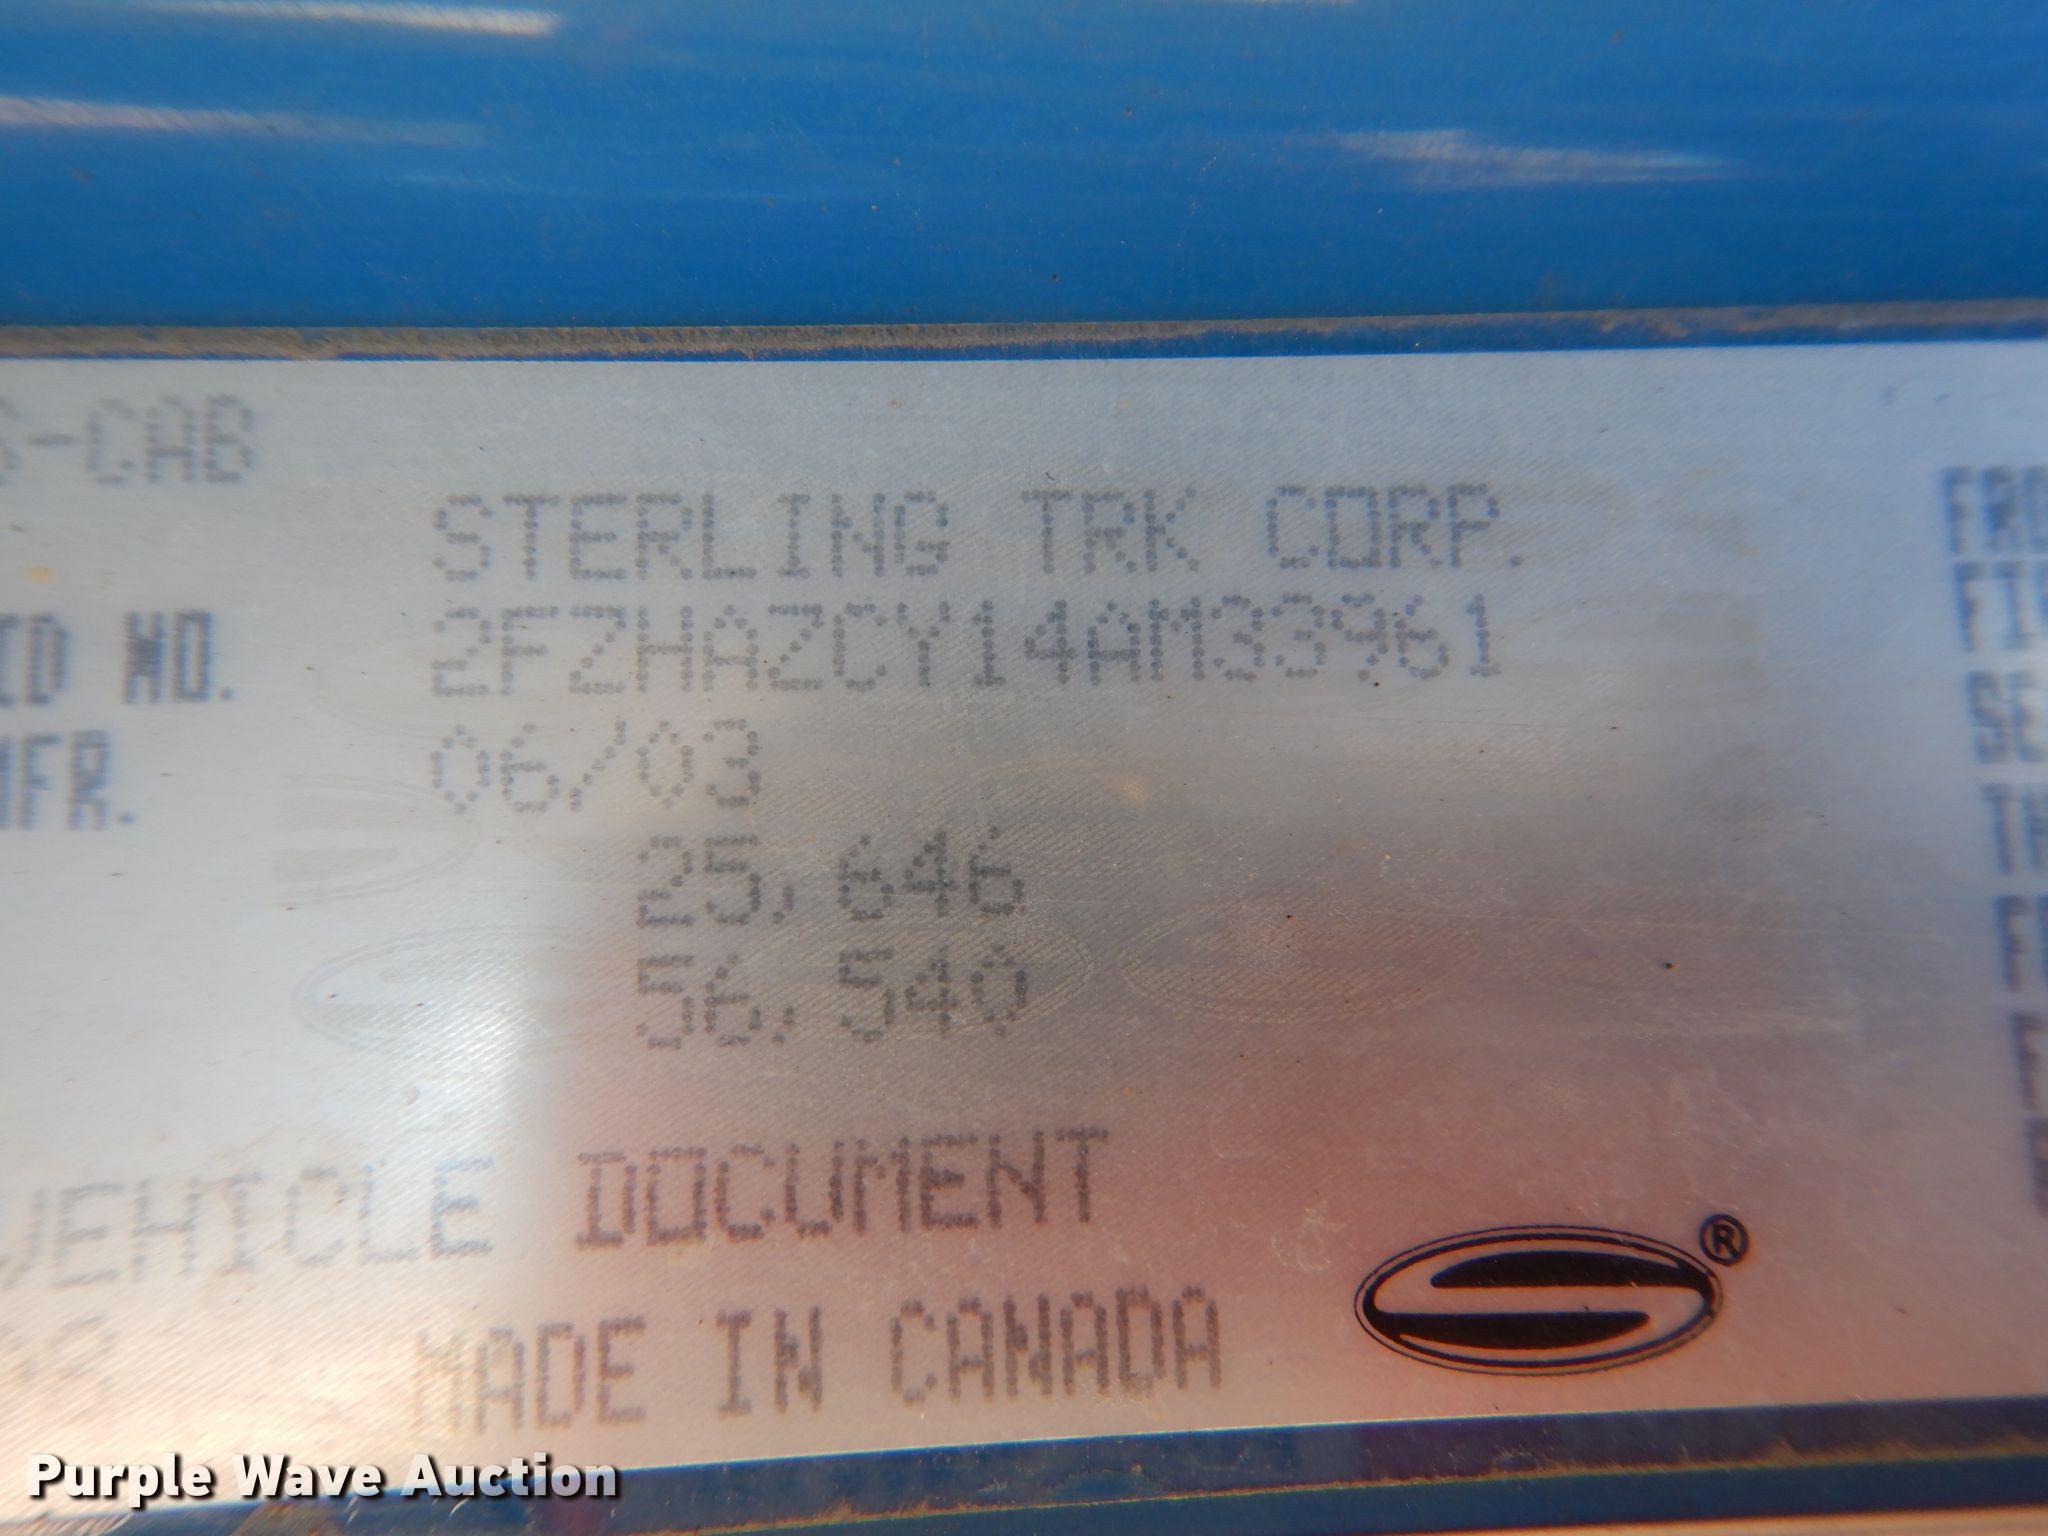 G-CAB
STERLING TRK CORP.
ID NO. 2FZHAZCY14AM33961
MFR. 06/03
25,646
56,540
VEHICLE DOCUMENT
MADE IN CANADA
®
Purple Wave Auction